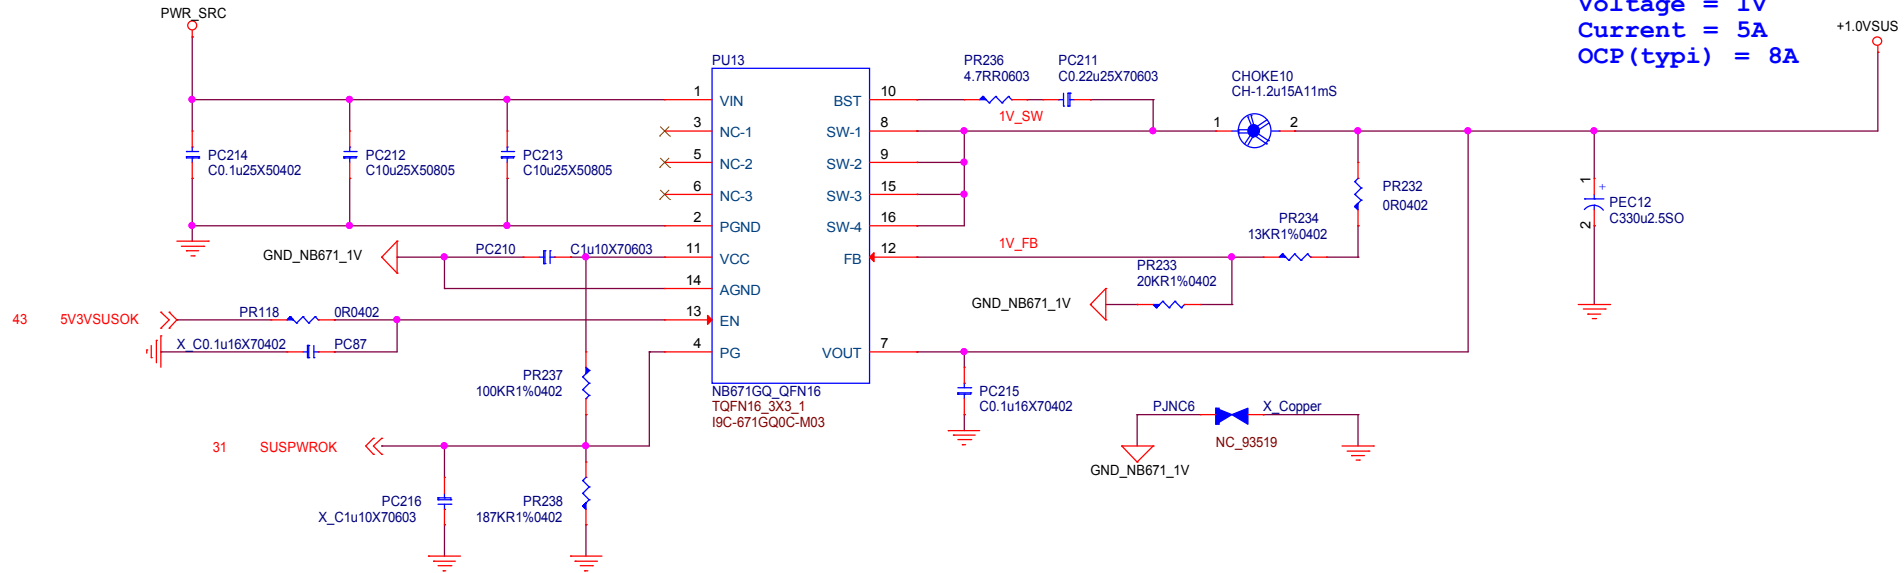 PWR_SRC
Voltage = 1V
Current = 5A
OCP(typi) = 8A
+1.0VSUS
PU13
PR236
4.7RR0603
PC211
C0.22u25X70603
CHOKE10
CH-1.2u15A11mS
1 VIN
BST 10
1V_SW
3 NC-1
SW-1 8
1 2
PC214
C0.1u25X50402
PC212
C10u25X50805
PC213
C10u25X50805
5 NC-2
SW-2 9
6 NC-3
SW-3 15
PR232
0R0402
1 +
2
PEC12
C330u2.5SO
2 PGND
SW-4 16
PR234
13KR1%0402
GND_NB671_1V
PC210
C1u10X70603
11 VCC
FB 12
1V_FB
PR233
20KR1%0402
14 AGND
GND_NB671_1V
43 5V3VSUSOK
PR118
0R0402
13 EN
X_C0.1u16X70402
PC87
4 PG
VOUT 7
PR237
100KR1%0402
NB671GQ_QFN16
TQFN16_3X3_1
I9C-671GQ0C-M03
PC215
C0.1u16X70402
PJNC6
X_Copper
NC_93519
GND_NB671_1V
31 SUSPWROK
PC216
X_C1u10X70603
PR238
187KR1%0402